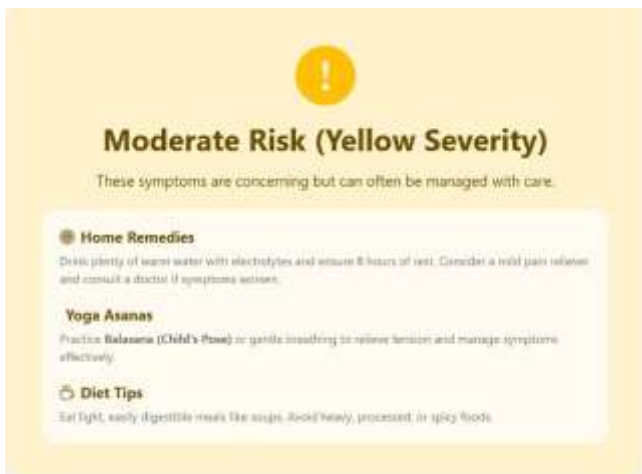 Moderate Risk (Yellow Severity)
These symptoms are concerning but can often be managed with care.
Home Remedies
Drink plenty of warm water with electrolytes and ensure 8 hours of rest. Consider a mild pain reliever
and consult a doctor if symptoms worsen.
Yoga Asanas
Practice Balasana (Child's Pose) or gentle breathing to relieve tension and manage symptoms
effectively.
Diet Tips
Eat light, easily digestible meals like soups. Avoid heavy, processed, or spicy foods.